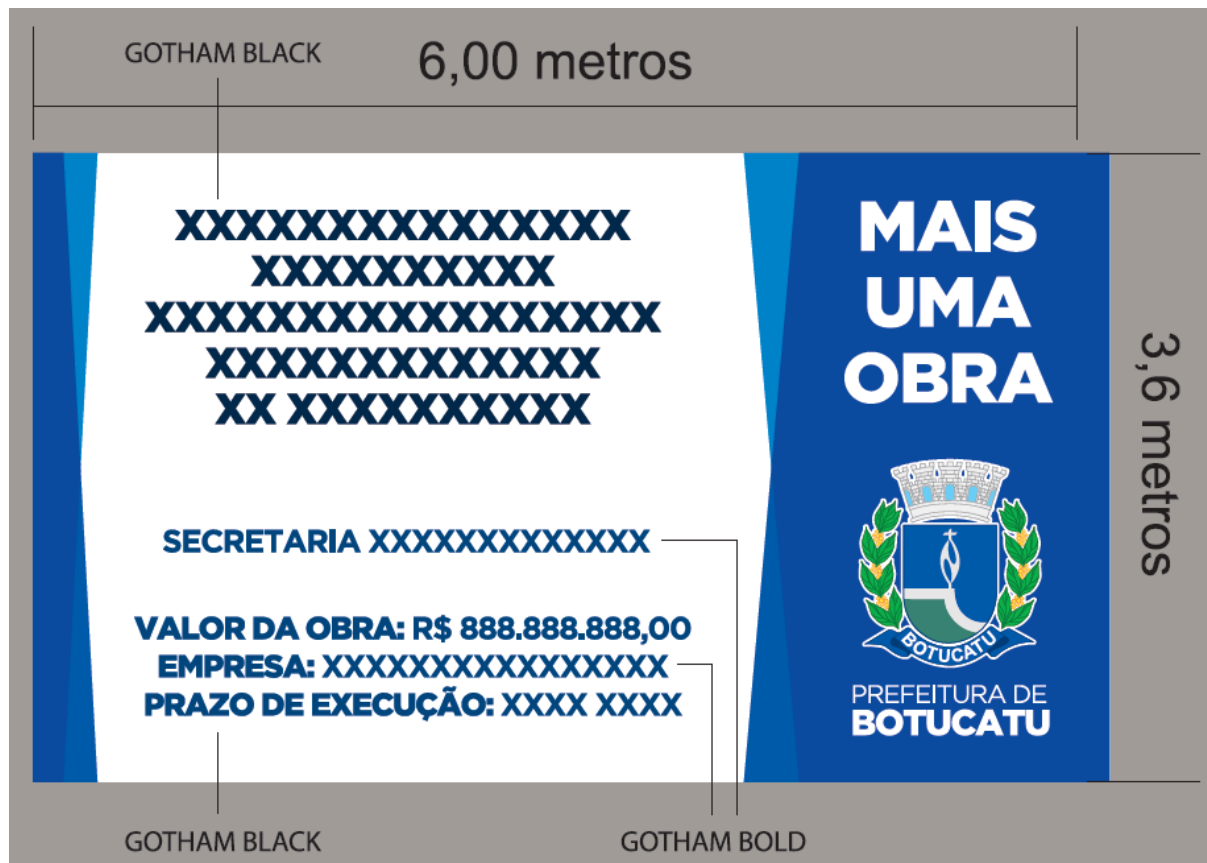 GOTHAM BLACK
6,00 metros
XXXXXXXXXXXXXXX
XXXXXXXXXX
XXXXXXXXXXXXXXXXX
XXXXXXXXXXXXX
XX XXXXXXXXXX
SECRETARIA XXXXXXXXXXXXX
VALOR DA OBRA: R$ 888.888.888,00
EMPRESA: XXXXXXXXXXXXXXXX
PRAZO DE EXECUÇÃO: XXXX XXXX
MAIS
UMA
OBRA
BOTUCATU
PREFEITURA DE
BOTUCATU
3,6 metros
GOTHAM BLACK
GOTHAM BOLD